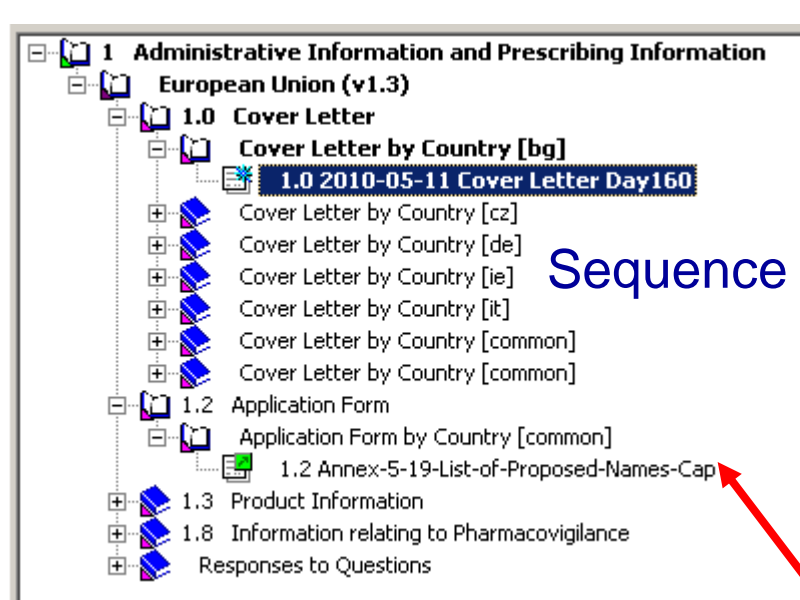 1 Administrative Information and Prescribing Information
European Union (v1.3)
1.0 Cover Letter
Cover Letter by Country [bg]
1.0 2010-05-11 Cover Letter Day160
Cover Letter by Country [cz]
Cover Letter by Country [de]
Sequence
Cover Letter by Country [ie]
Cover Letter by Country [it]
Cover Letter by Country [common]
Cover Letter by Country [common]
1.2 Application Form
Application Form by Country [common]
1.2 Annex-5-19-List-of-Proposed-Names-Cap
1.3 Product Information
1.8 Information relating to Pharmacovigilance
Responses to Questions